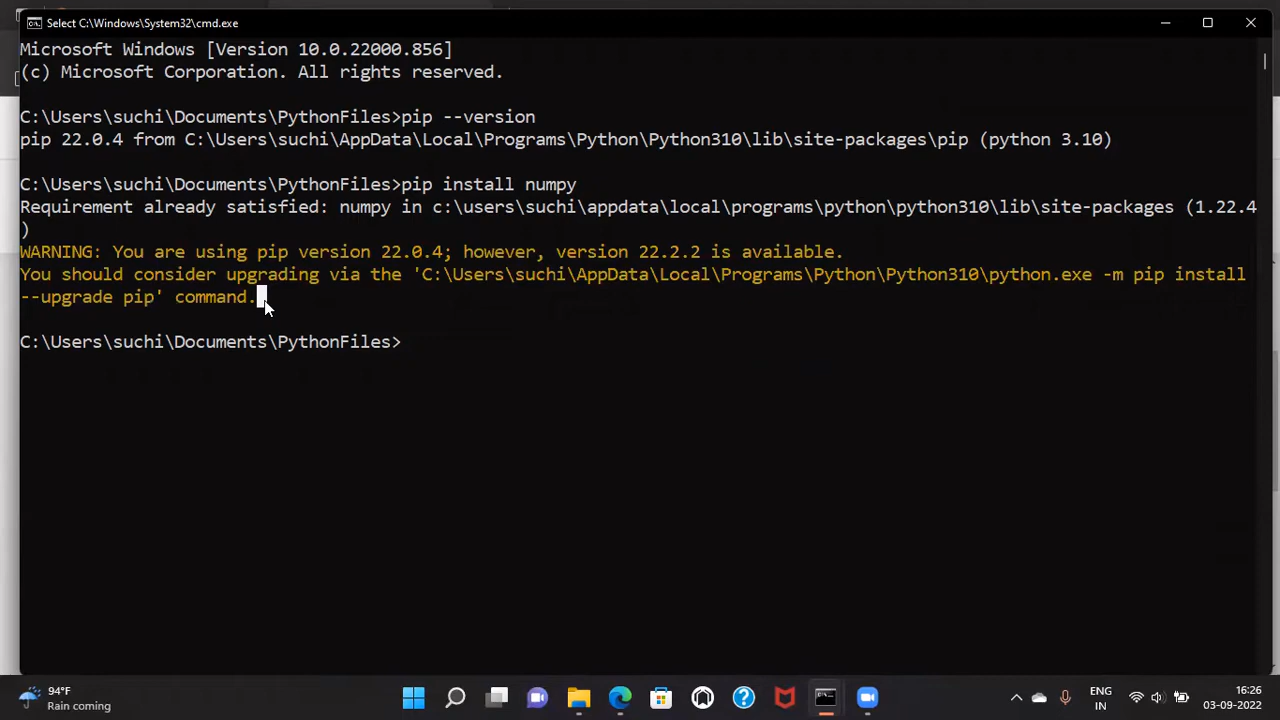 Select C:\Windows\System32\cmd.exe
Microsoft Windows [Version 10.0.22000.856]
(c) Microsoft Corporation. All rights reserved.
C:\Users\suchi\Documents\PythonFiles>pip --version
pip 22.0.4 from C:\Users\suchi\AppData\Local\Programs\Python\Python310\lib\site-packages\pip (python 3.10)
C:\Users\suchi\Documents\PythonFiles>pip install numpy
Requirement already satisfied: numpy in c:\users\suchi\appdata\local\programs\python\python310\lib\site-packages (1.22.4
)
WARNING: You are using pip version 22.0.4; however, version 22.2.2 is available.
You should consider upgrading via the 'C:\Users\suchi\AppData\Local\Programs\Python\Python310\python.exe -m pip install
--upgrade pip' command.
C:\Users\suchi\Documents\PythonFiles>
94°F
Rain coming
ENG
IN
16:26
03-09-2022